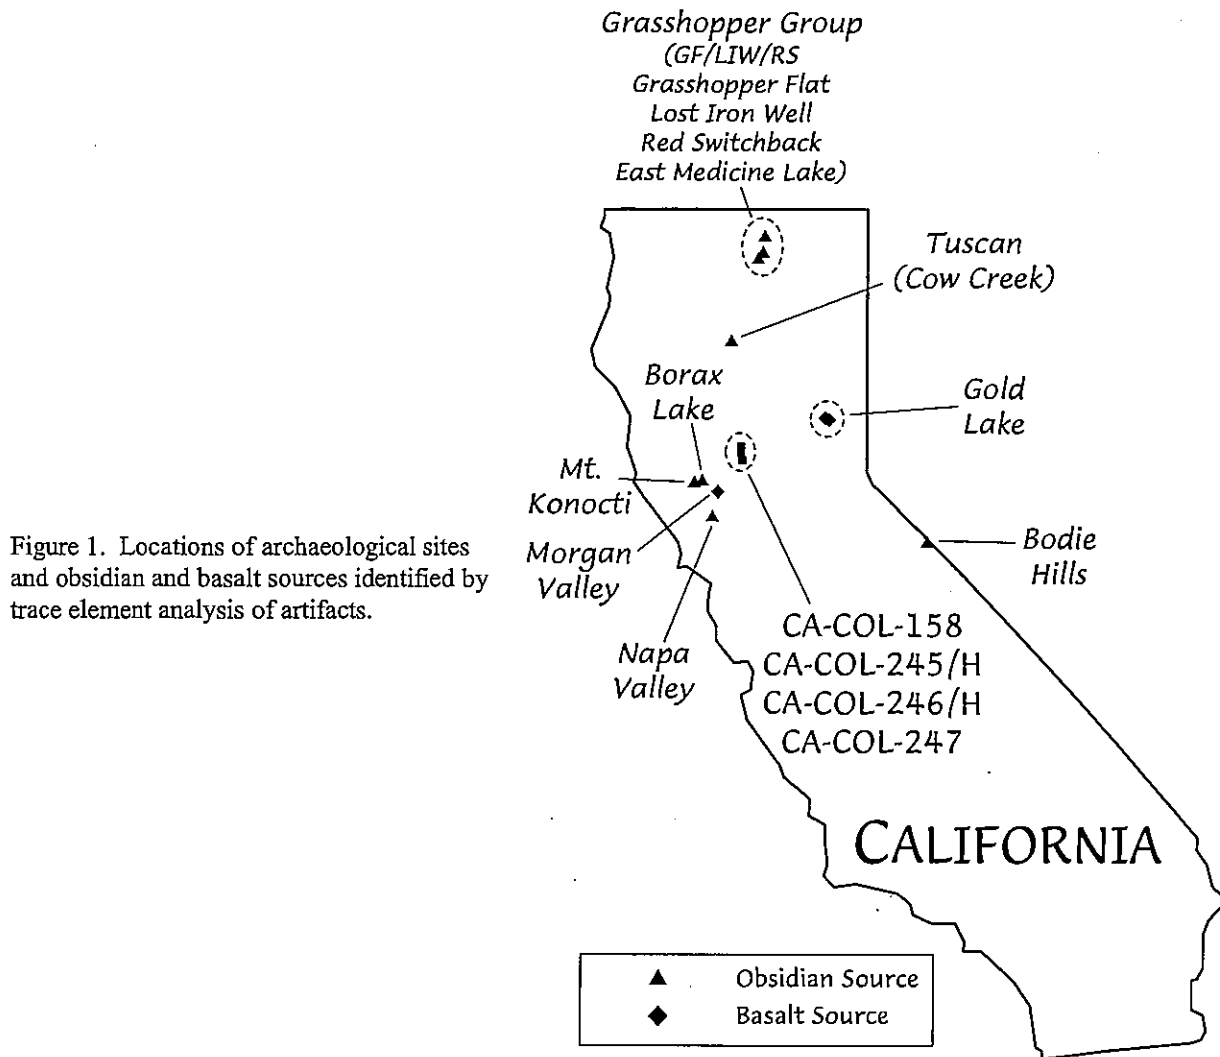 Grasshopper Group
(GF/LIW/RS
Grasshopper Flat
Lost Iron Well
Red Switchback
East Medicine Lake)
Tuscan
(Cow Creek)
Borax
Lake
Gold
Lake
Mt.
Konocti
Morgan
Valley
Bodie
Hills
Napa
Valley
CA-COL-158
CA-COL-245/H
CA-COL-246/H
CA-COL-247
Figure 1. Locations of archaeological sites
and obsidian and basalt sources identified by
trace element analysis of artifacts.
CALIFORNIA
Obsidian Source
Basalt Source